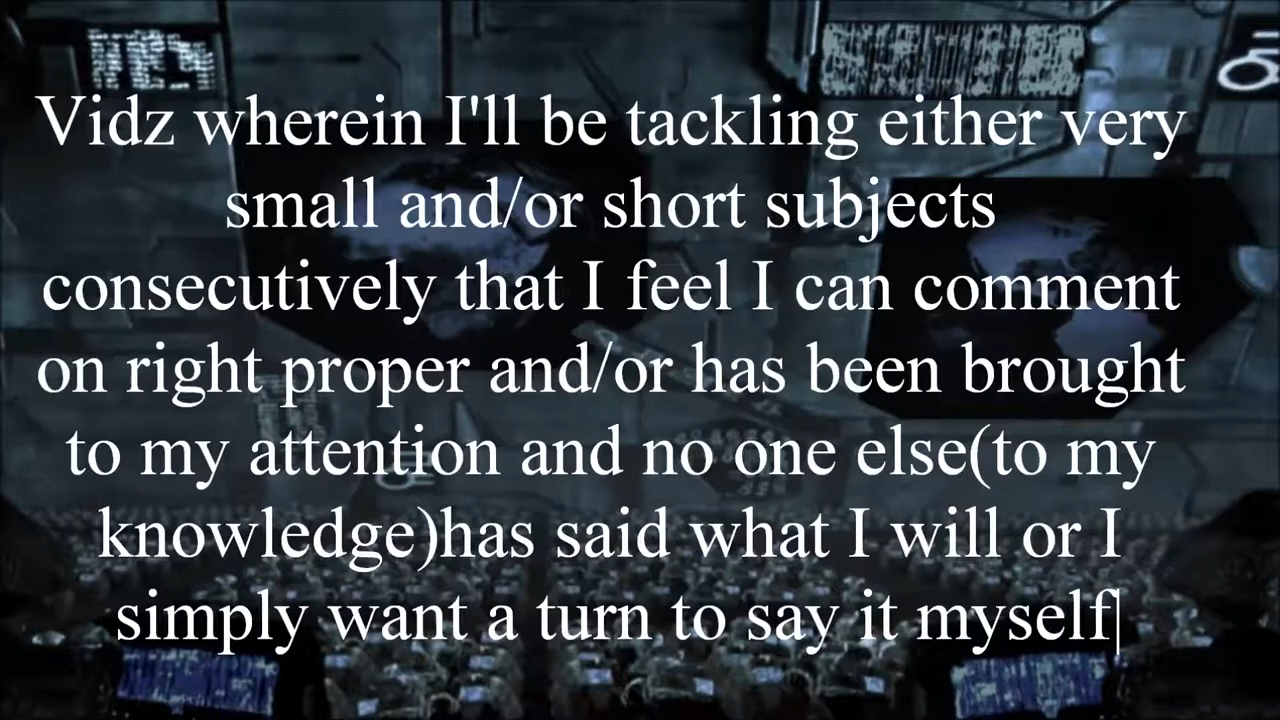 Vidz wherein I'll be tackling either very
small and/or short subjects
consecutively that I feel I can comment
on right proper and/or has been brought
to my attention and no one else(to my
knowledge)has said what I will or I
simply want a turn to say it myself|